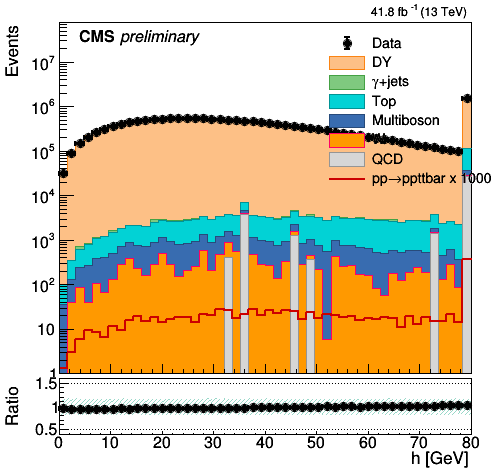 41.8 fb⁻¹ (13 TeV)
CMS preliminary
Events
Data
DY
γ+jets
Top
Multiboson
QCD
pp→ppttbar x 1000
10⁷
10⁶
10⁵
10⁴
10³
10²
10
1
1.5
1
0.5
Ratio
0 10 20 30 40 50 60 70 80
h [GeV]